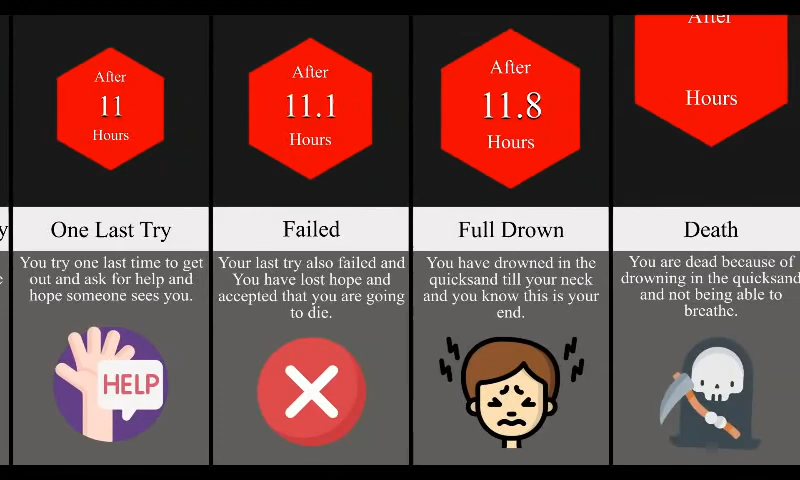 After
11
Hours
After
11.1
Hours
After
11.8
Hours
After
Hours
y
One Last Try
Failed
Full Drown
Death
e
You try one last time to get
out and ask for help and
hope someone sees you.
Your last try also failed and
You have lost hope and
accepted that you are going
to die.
You have drowned in the
quicksand till your neck
and you know this is your
end.
You are dead because of
drowning in the quicksand
and not being able to
breathe.
HELP